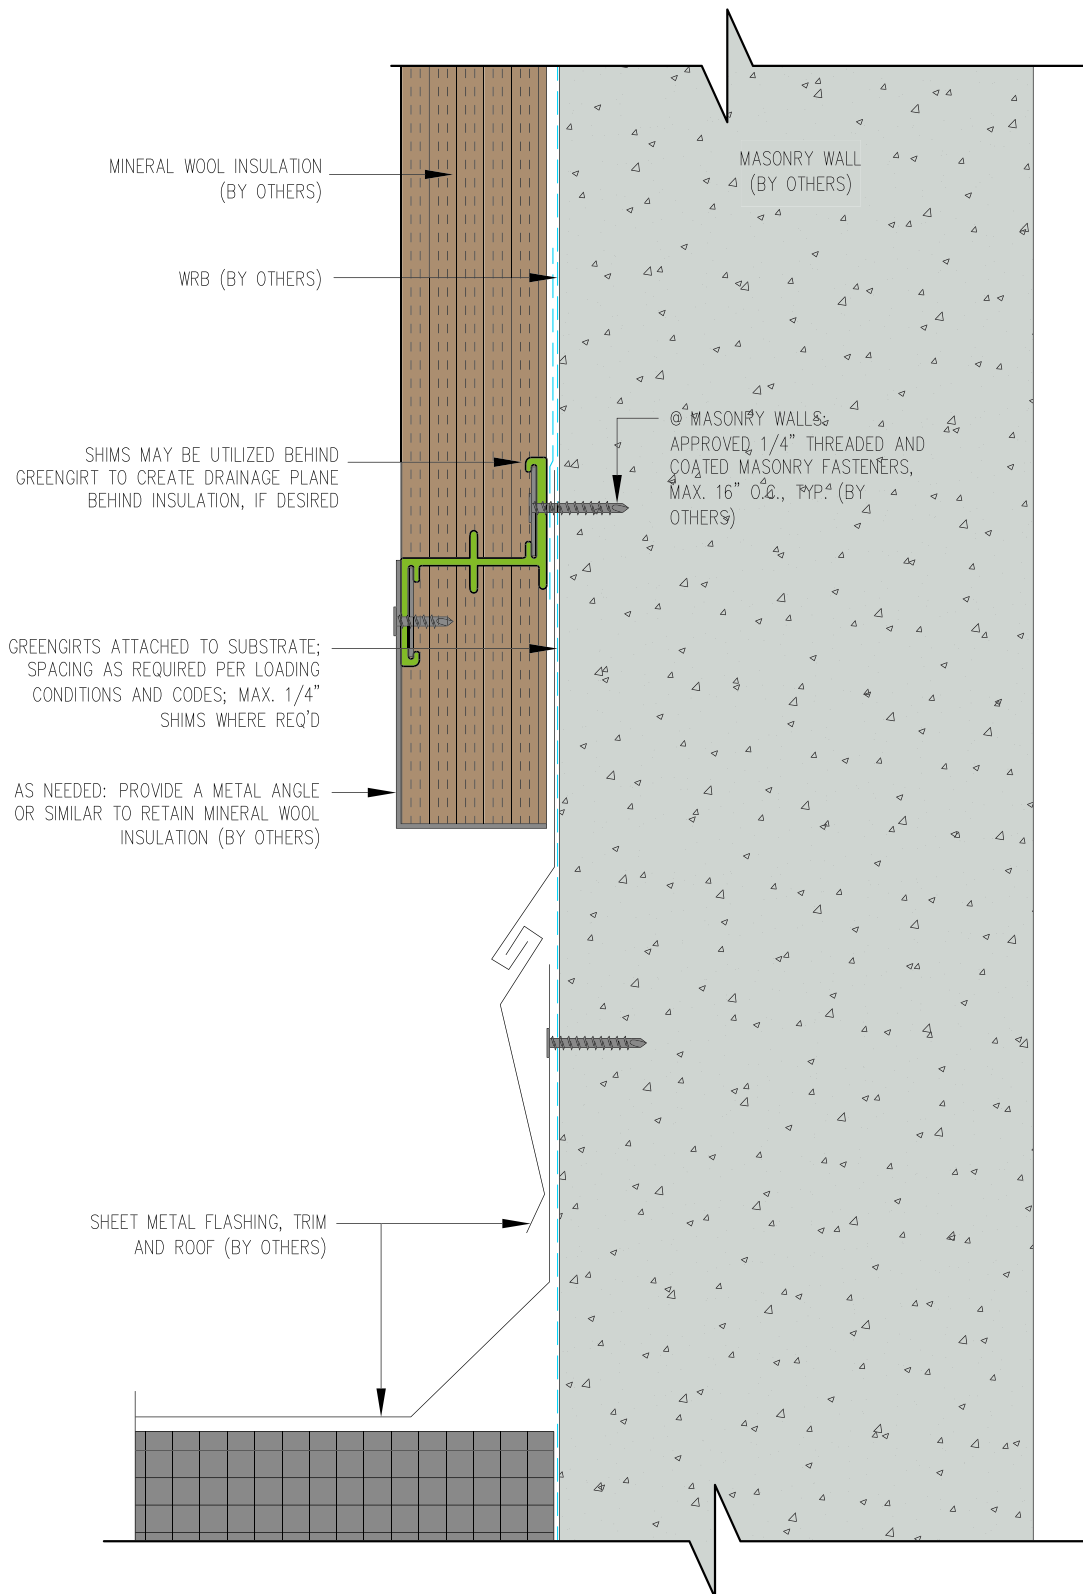 MINERAL WOOL INSULATION
(BY OTHERS)
MASONRY WALL
(BY OTHERS)
WRB (BY OTHERS)
@ MASONRY WALLS:
APPROVED 1/4" THREADED AND
COATED MASONRY FASTENERS,
MAX. 16" O.C., TYP. (BY
OTHERS)
SHIMS MAY BE UTILIZED BEHIND
GREENGIRT TO CREATE DRAINAGE PLANE
BEHIND INSULATION, IF DESIRED
GREENGIRTS ATTACHED TO SUBSTRATE;
SPACING AS REQUIRED PER LOADING
CONDITIONS AND CODES; MAX. 1/4"
SHIMS WHERE REQ'D
AS NEEDED: PROVIDE A METAL ANGLE
OR SIMILAR TO RETAIN MINERAL WOOL
INSULATION (BY OTHERS)
SHEET METAL FLASHING, TRIM
AND ROOF (BY OTHERS)